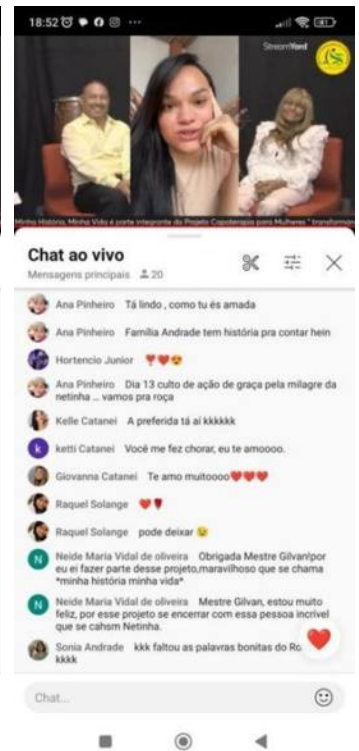 18:52
StreamYard
Minha História, Minha Vida é parte integrante do Projeto Capoterapia para Mulheres " transforman
Chat ao vivo
Mensagens principais 20
Ana Pinheiro Tá lindo , como tu és amada
Ana Pinheiro Família Andrade tem história pra contar hein
Hortencio Junior ❣️❤️😍
Ana Pinheiro Dia 13 culto de ação de graça pela milagre da
netinha ... vamos pra roça
Kelle Catanei A preferida tá aí kkkkkk
k ketti Catanei Você me fez chorar, eu te amoooo.
Giovanna Catanei Te amo muitoooo❤️❤️❤️
Raquel Solange ❤️🌹
Raquel Solange pode deixar 😉
N Neide Maria Vidal de oliveira Obrigada Mestre Gilvan!por
eu ei fazer parte desse projeto,maravilhoso que se chama
*minha história minha vida*
N Neide Maria Vidal de oliveira Mestre Gilvan, estou muito
feliz, por esse projeto se encerrar com essa pessoa incrível
que se cahsm Netinha.
Sonia Andrade kkk faltou as palavras bonitas do Ro
kkkk
Chat...